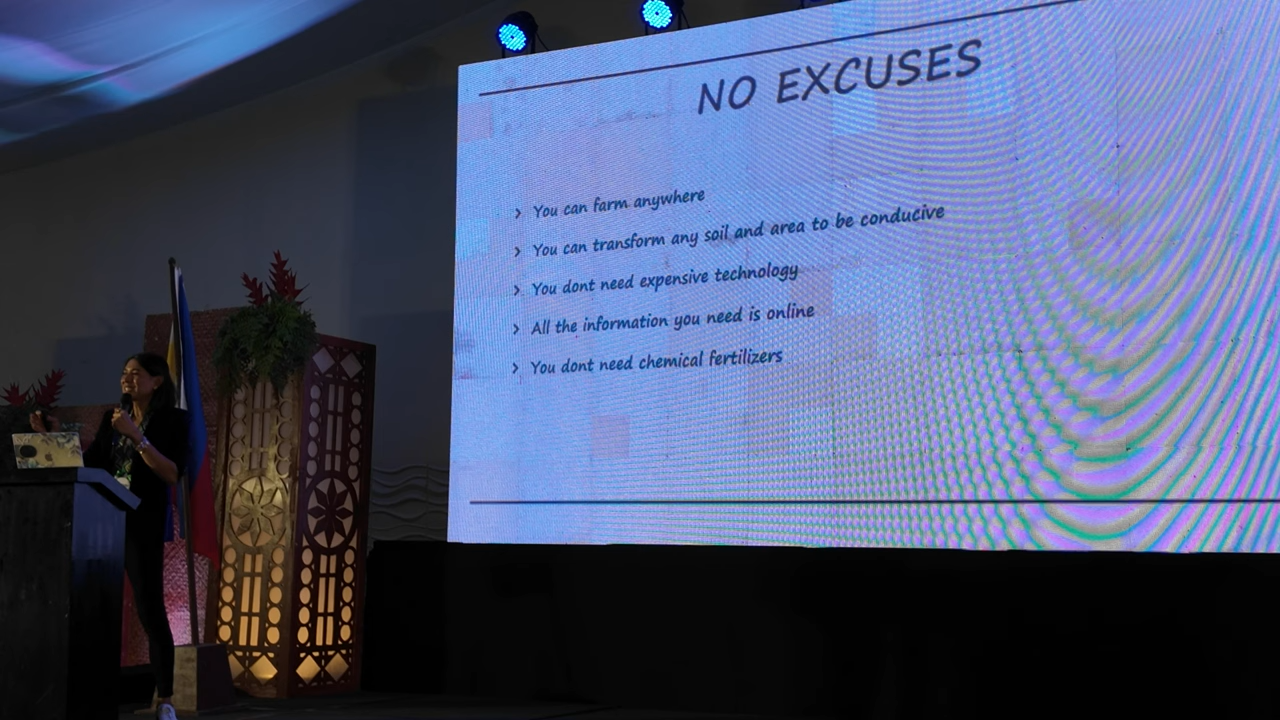 NO EXCUSES
› You can farm anywhere
› You can transform any soil and area to be conducive
› You dont need expensive technology
› All the information you need is online
› You dont need chemical fertilizers